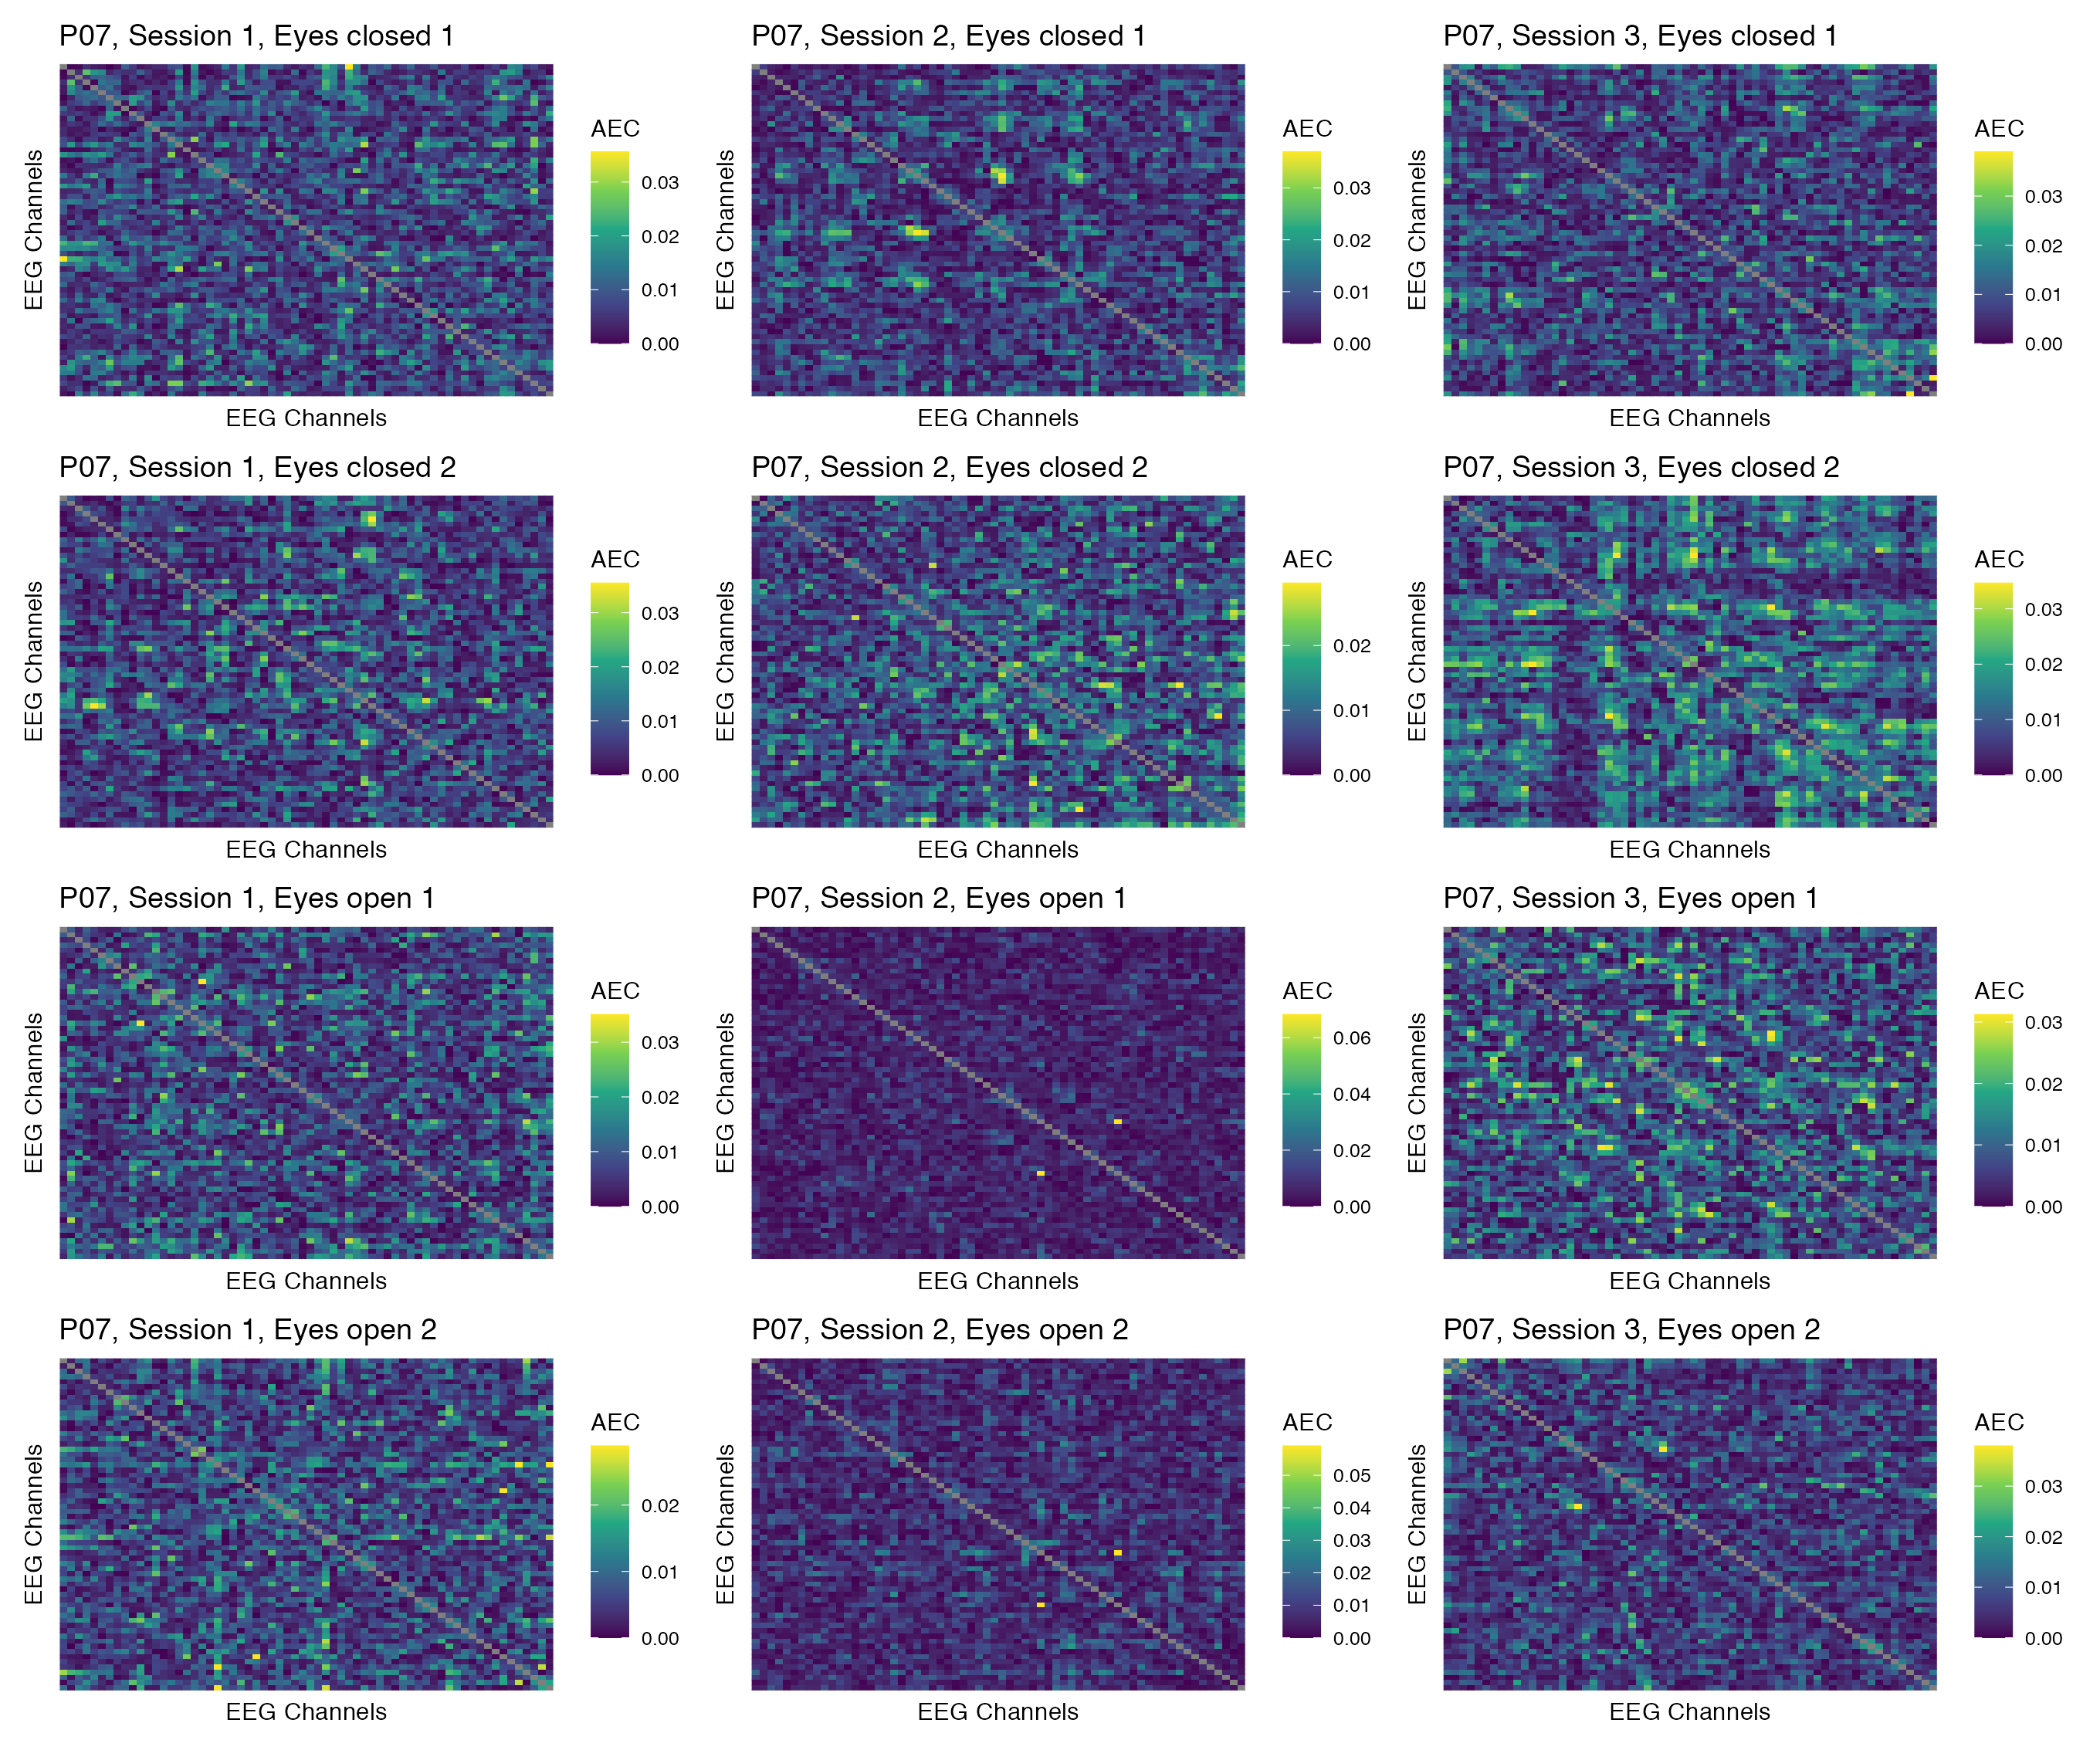 P07, Session 1, Eyes closed 1
P07, Session 2, Eyes closed 1
P07, Session 3, Eyes closed 1
EEG Channels
AEC
0.03
0.02
0.01
0.00
EEG Channels
EEG Channels
AEC
0.03
0.02
0.01
0.00
EEG Channels
EEG Channels
AEC
0.03
0.02
0.01
0.00
EEG Channels
P07, Session 1, Eyes closed 2
P07, Session 2, Eyes closed 2
P07, Session 3, Eyes closed 2
EEG Channels
AEC
0.03
0.02
0.01
0.00
EEG Channels
EEG Channels
AEC
0.02
0.01
0.00
EEG Channels
EEG Channels
AEC
0.03
0.02
0.01
0.00
EEG Channels
P07, Session 1, Eyes open 1
P07, Session 2, Eyes open 1
P07, Session 3, Eyes open 1
EEG Channels
AEC
0.03
0.02
0.01
0.00
EEG Channels
EEG Channels
AEC
0.06
0.04
0.02
0.00
EEG Channels
EEG Channels
AEC
0.03
0.02
0.01
0.00
EEG Channels
P07, Session 1, Eyes open 2
P07, Session 2, Eyes open 2
P07, Session 3, Eyes open 2
EEG Channels
AEC
0.02
0.01
0.00
EEG Channels
EEG Channels
AEC
0.05
0.04
0.03
0.02
0.01
0.00
EEG Channels
EEG Channels
AEC
0.03
0.02
0.01
0.00
EEG Channels